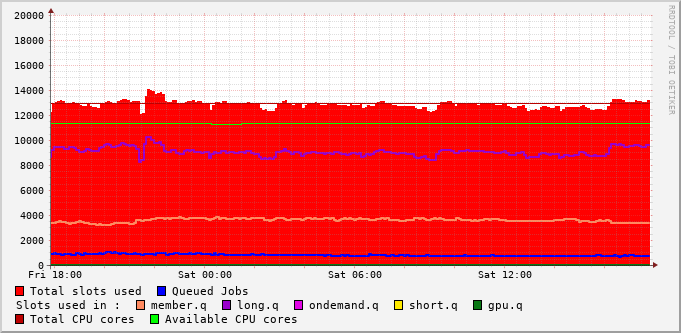 20000
18000
16000
14000
12000
10000
8000
6000
4000
2000
0
Fri 18:00 Sat 00:00 Sat 06:00 Sat 12:00
Total slots used Queued Jobs
Slots used in : member.q long.q ondemand.q short.q gpu.q
Total CPU cores Available CPU cores
RRDTOOL / TOBI OETIKER